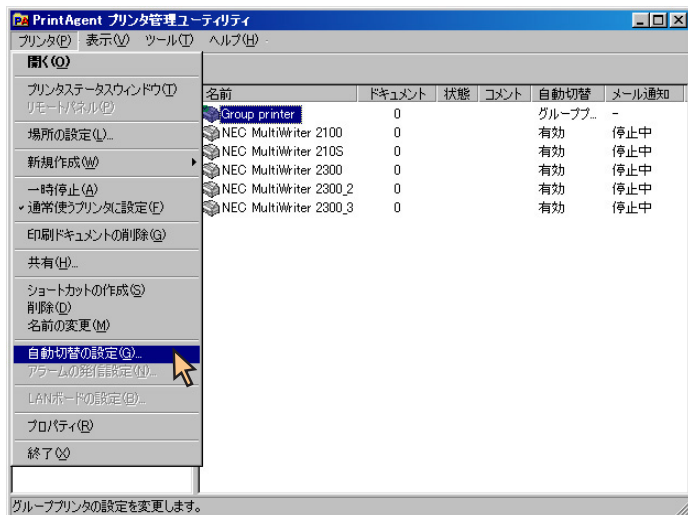 PrintAgent プリンタ管理ユーティリティ
プリンタ(P) 表示(V) ツール(T) ヘルプ(H)
開く(O)
プリンタステータスウィンドウ(T)
リモートパネル(P)
場所の設定(L)...
新規作成(W)
一時停止(A)
通常使うプリンタに設定(F)
印刷ドキュメントの削除(G)
共有(H)...
ショートカットの作成(S)
削除(D)
名前の変更(M)
自動切替の設定(G)...
アラームの発信設定(N)...
LANボードの設定(B)...
プロパティ(R)
終了(X)
名前 ドキュメント 状態 コメント 自動切替 メール通知
Group printer 0 グループプ... -
NEC MultiWriter 2100 0 有効 停止中
NEC MultiWriter 210S 0 有効 停止中
NEC MultiWriter 2300 0 有効 停止中
NEC MultiWriter 2300_2 0 有効 停止中
NEC MultiWriter 2300_3 0 有効 停止中
グループプリンタの設定を変更します。